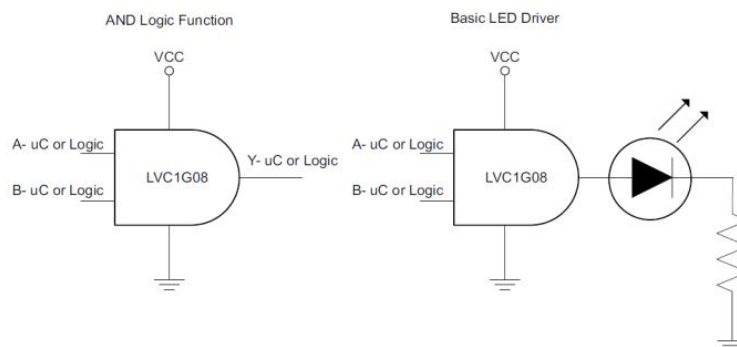 AND Logic Function
VCC
A- uC or Logic
B- uC or Logic
LVC1G08
Y- uC or Logic
Basic LED Driver
VCC
A- uC or Logic
B- uC or Logic
LVC1G08